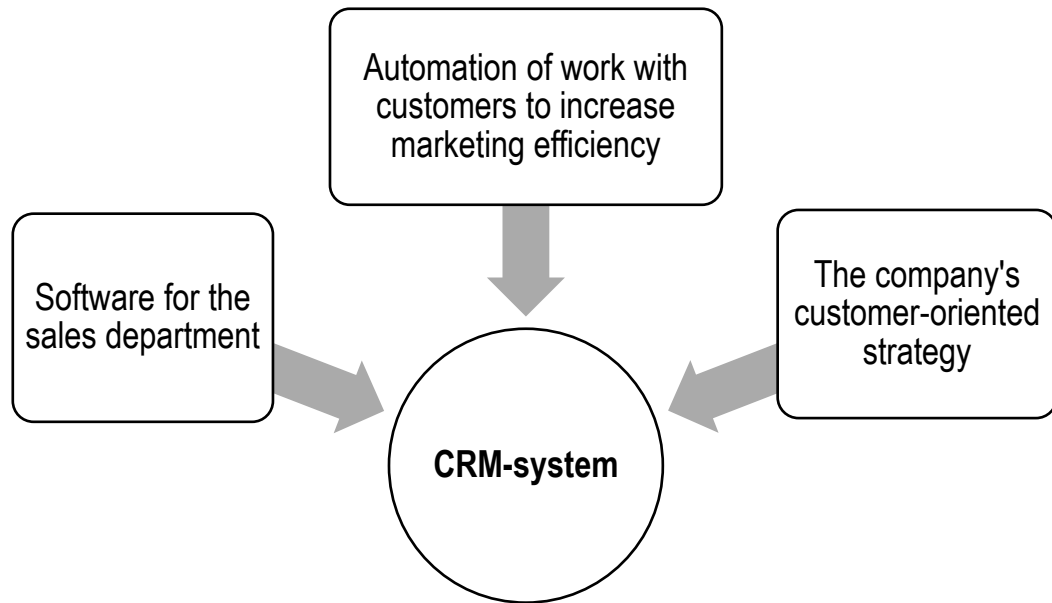 Automation of work with
customers to increase
marketing efficiency
Software for the
sales department
The company's
customer-oriented
strategy
CRM-system